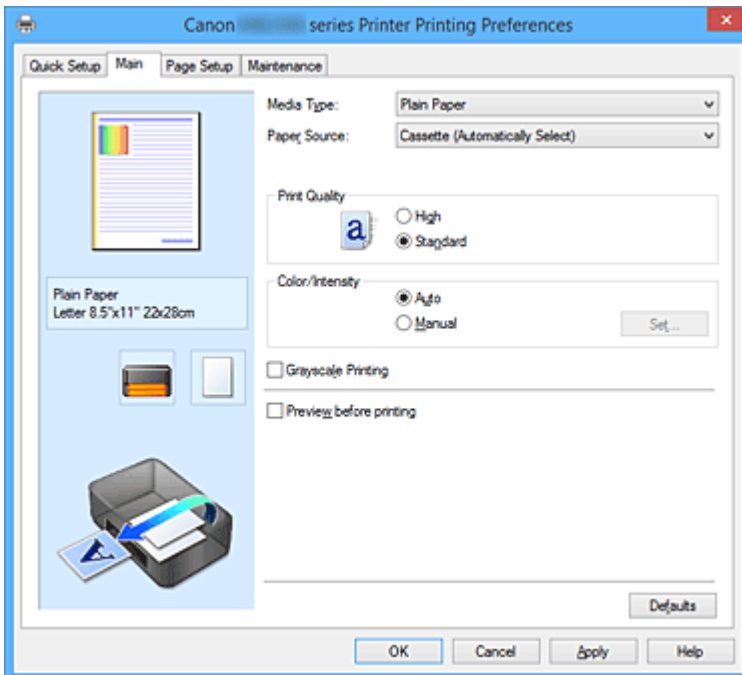 Canon series Printer Printing Preferences
Quick Setup Main Page Setup Maintenance
Media Type: Plain Paper
Paper Source: Cassette (Automatically Select)
Print Quality
a High
Standard
Color/Intensity
Auto
Manual Set...
Plain Paper
Letter 8.5"x11" 22x28cm
Grayscale Printing
Preview before printing
A
Defaults
OK Cancel Apply Help